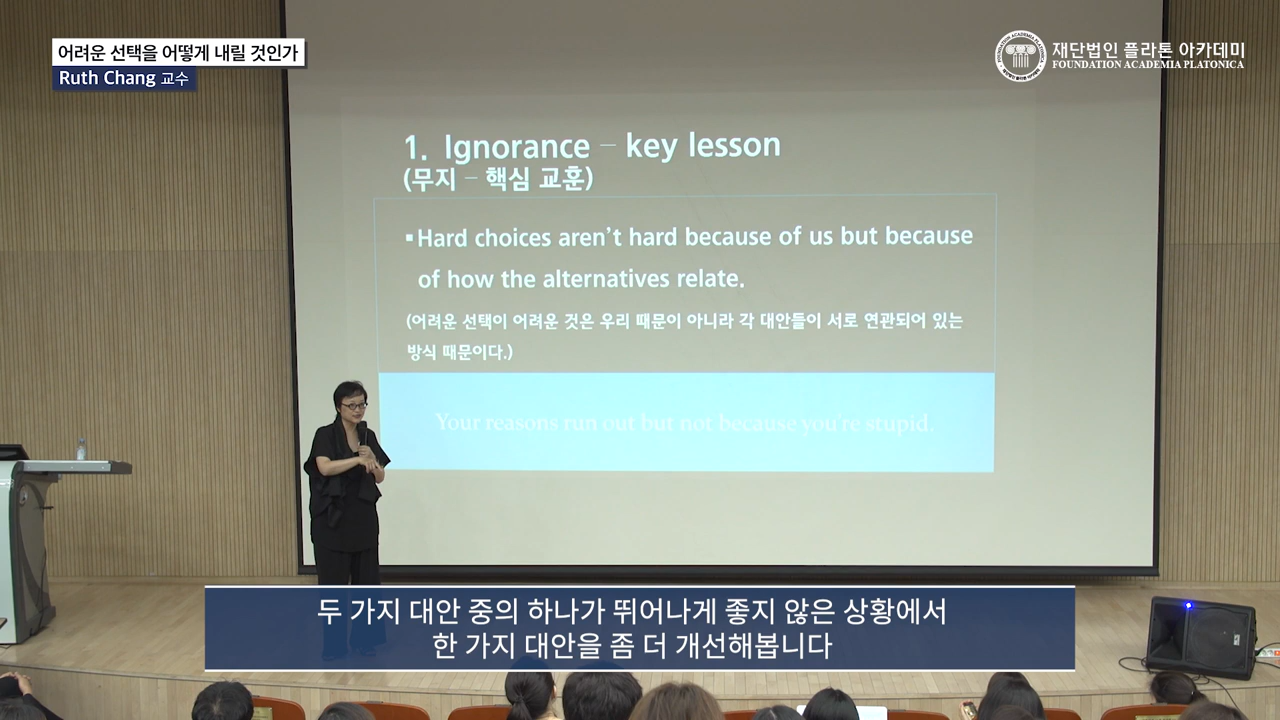 어려운 선택을 어떻게 내릴 것인가
Ruth Chang 교수
재단법인 플라톤 아카데미
FOUNDATION ACADEMIA PLATONICA
1. Ignorance – key lesson
(무지 – 핵심 교훈)
▪Hard choices aren't hard because of us but because
of how the alternatives relate.
(어려운 선택이 어려운 것은 우리 때문이 아니라 각 대안들이 서로 연관되어 있는
방식 때문이다.)
Your reasons run out but not because you're stupid.
두 가지 대안 중의 하나가 뛰어나게 좋지 않은 상황에서
한 가지 대안을 좀 더 개선해봅니다